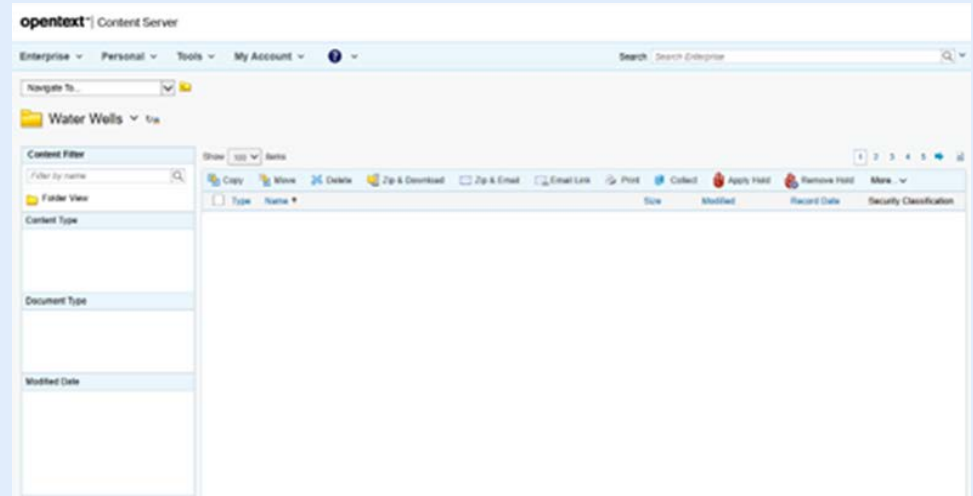 opentext™ | Content Server
Enterprise Personal Tools My Account ? Search Search Enterprise
Navigate To...
Water Wells
Content Filter Show 100 items 1 2 3 4 5
Filter by name Copy Move Delete Zip & Download Zip & Email Email Link Print Collect Apply Hold Remove Hold More...
Folder View Type Name Size Modified Record Date Security Classification
Content Type
Document Type
Modified Date